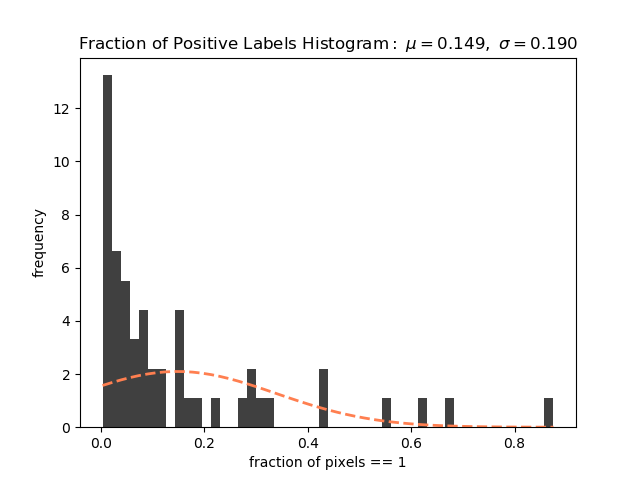 Fraction of Positive Labels Histogram : μ = 0.149, σ = 0.190
frequency
12
10
8
6
4
2
0
0.0 0.2 0.4 0.6 0.8
fraction of pixels == 1